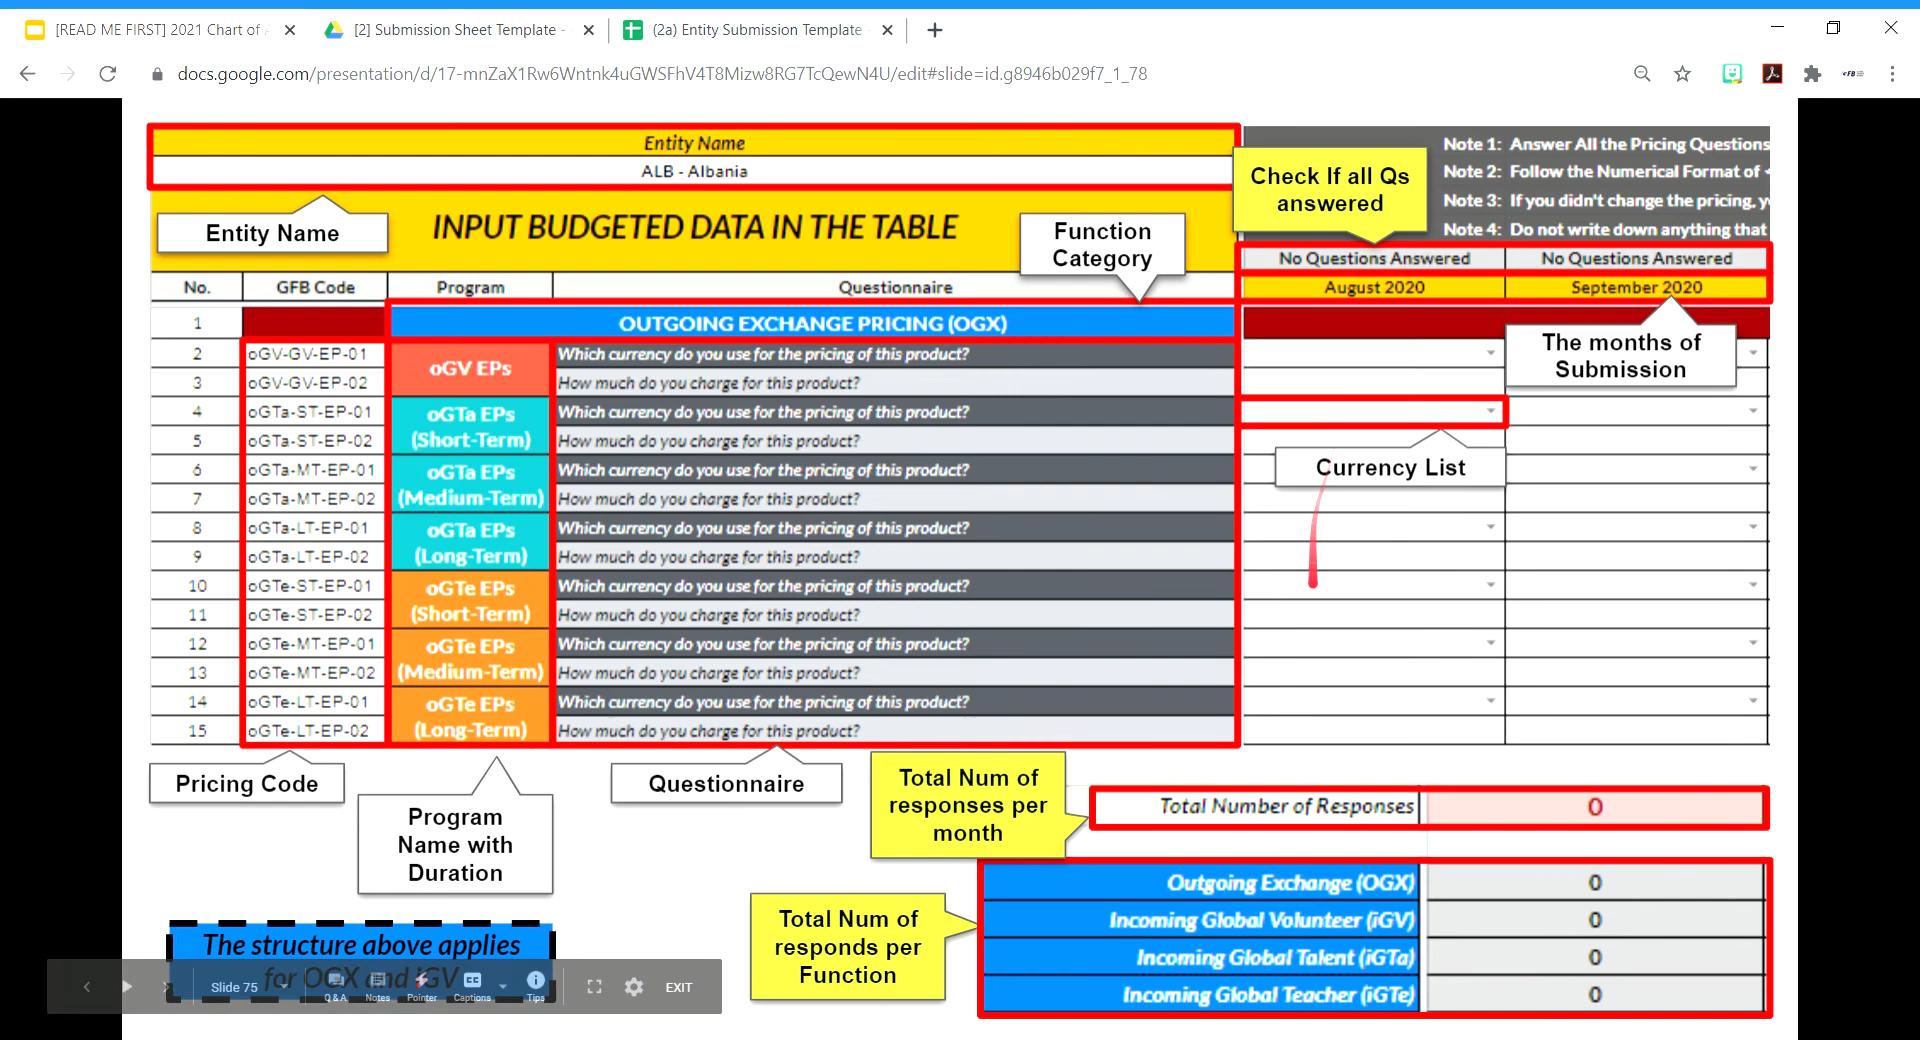 [READ ME FIRST] 2021 Chart of
[2] Submission Sheet Template -
(2a) Entity Submission Template
docs.google.com/presentation/d/17-mnZaX1Rw6Wntnk4uGWSFhV4T8Mizw8RG7TcQewN4U/edit#slide=id.g8946b029f7_1_78
Entity Name
ALB - Albania
Note 1: Answer All the Pricing Questions
Note 2: Follow the Numerical Format of <
Note 3: If you didn't change the pricing, y
Note 4: Do not write down anything that
Check If all Qs
answered
Entity Name
INPUT BUDGETED DATA IN THE TABLE
Function
Category
No Questions Answered No Questions Answered
No. GFB Code Program Questionnaire August 2020 September 2020
1 OUTGOING EXCHANGE PRICING (OGX)
The months of
Submission
2 oGV-GV-EP-01 Which currency do you use for the pricing of this product?
oGV EPs
3 oGV-GV-EP-02 How much do you charge for this product?
4 oGTa-ST-EP-01 Which currency do you use for the pricing of this product?
oGTa EPs
(Short-Term)
5 oGTa-ST-EP-02 How much do you charge for this product?
Currency List
6 oGTa-MT-EP-01 Which currency do you use for the pricing of this product?
oGTa EPs
(Medium-Term)
7 oGTa-MT-EP-02 How much do you charge for this product?
8 oGTa-LT-EP-01 Which currency do you use for the pricing of this product?
oGTa EPs
(Long-Term)
9 oGTa-LT-EP-02 How much do you charge for this product?
10 oGTe-ST-EP-01 Which currency do you use for the pricing of this product?
oGTe EPs
(Short-Term)
11 oGTe-ST-EP-02 How much do you charge for this product?
12 oGTe-MT-EP-01 Which currency do you use for the pricing of this product?
oGTe EPs
(Medium-Term)
13 oGTe-MT-EP-02 How much do you charge for this product?
14 oGTe-LT-EP-01 Which currency do you use for the pricing of this product?
oGTe EPs
(Long-Term)
15 oGTe-LT-EP-02 How much do you charge for this product?
Pricing Code
Questionnaire
Program
Name with
Duration
Total Num of
responses per
month
Total Number of Responses 0
Total Num of
responds per
Function
Outgoing Exchange (OGX) 0
Incoming Global Volunteer (iGV) 0
Incoming Global Talent (iGTa) 0
Incoming Global Teacher (iGTe) 0
The structure above applies
for OGX and iGV
Slide 75 Q & A Notes Pointer Captions Tips EXIT